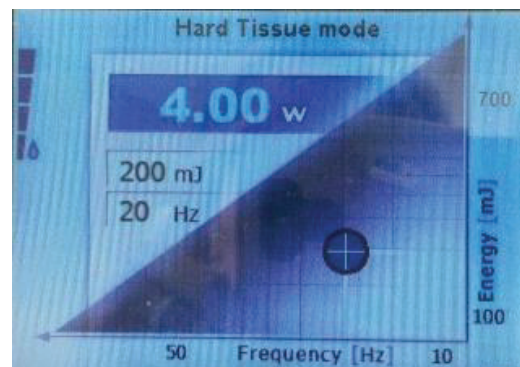 Hard Tissue mode
4.00 W
700
200 mJ
20 Hz
Energy [mJ]
100
50 Frequency [Hz] 10